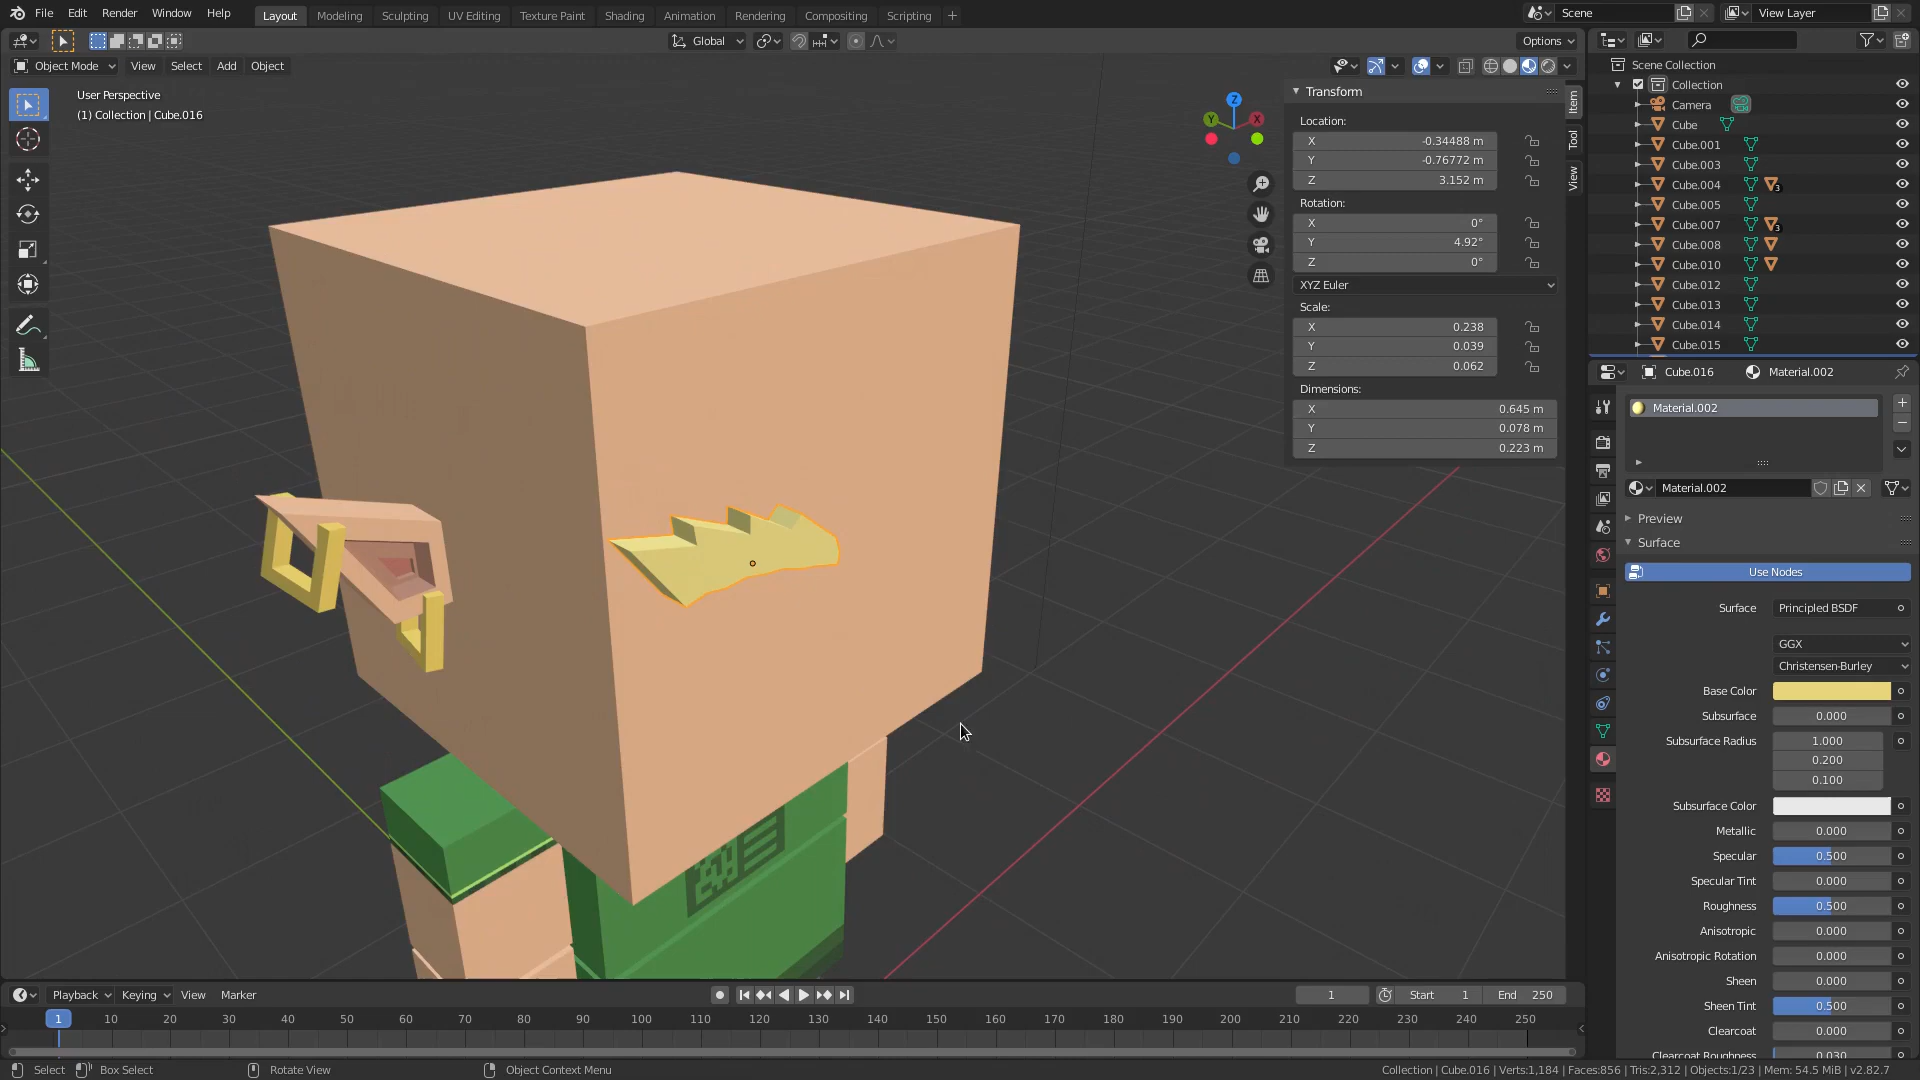 File Edit Render Window Help Layout Modeling Sculpting UV Editing Texture Paint Shading Animation Rendering Compositing Scripting + Scene View Layer
Global Options
Object Mode View Select Add Object
User Perspective
(1) Collection | Cube.016
Z
Y
X
Transform
Location:
X -0.34488 m
Y -0.76772 m
Z 3.152 m
Rotation:
X 0°
Y 4.92°
Z 0°
XYZ Euler
Scale:
X 0.238
Y 0.039
Z 0.062
Dimensions:
X 0.645 m
Y 0.078 m
Z 0.223 m
Item
Tool
View
Scene Collection
Collection
Camera
Cube
Cube.001
Cube.003
Cube.004 3
Cube.005
Cube.007 3
Cube.008
Cube.010
Cube.012
Cube.013
Cube.014
Cube.015
Cube.016 Material.002
Material.002
Material.002
Preview
Surface
Use Nodes
Surface Principled BSDF
GGX
Christensen-Burley
Base Color
Subsurface 0.000
Subsurface Radius 1.000
0.200
0.100
Subsurface Color
Metallic 0.000
Specular 0.500
Specular Tint 0.000
Roughness 0.500
Anisotropic 0.000
Anisotropic Rotation 0.000
Sheen 0.000
Sheen Tint 0.500
Clearcoat 0.000
Clearcoat Roughness 0.030
Playback Keying View Marker 1 Start 1 End 250
1 10 20 30 40 50 60 70 80 90 100 110 120 130 140 150 160 170 180 190 200 210 220 230 240 250
Select Box Select Rotate View Object Context Menu Collection | Cube.016 | Verts:1,184 | Faces:856 | Tris:2,312 | Objects:1/23 | Mem: 54.5 MiB | v2.82.7